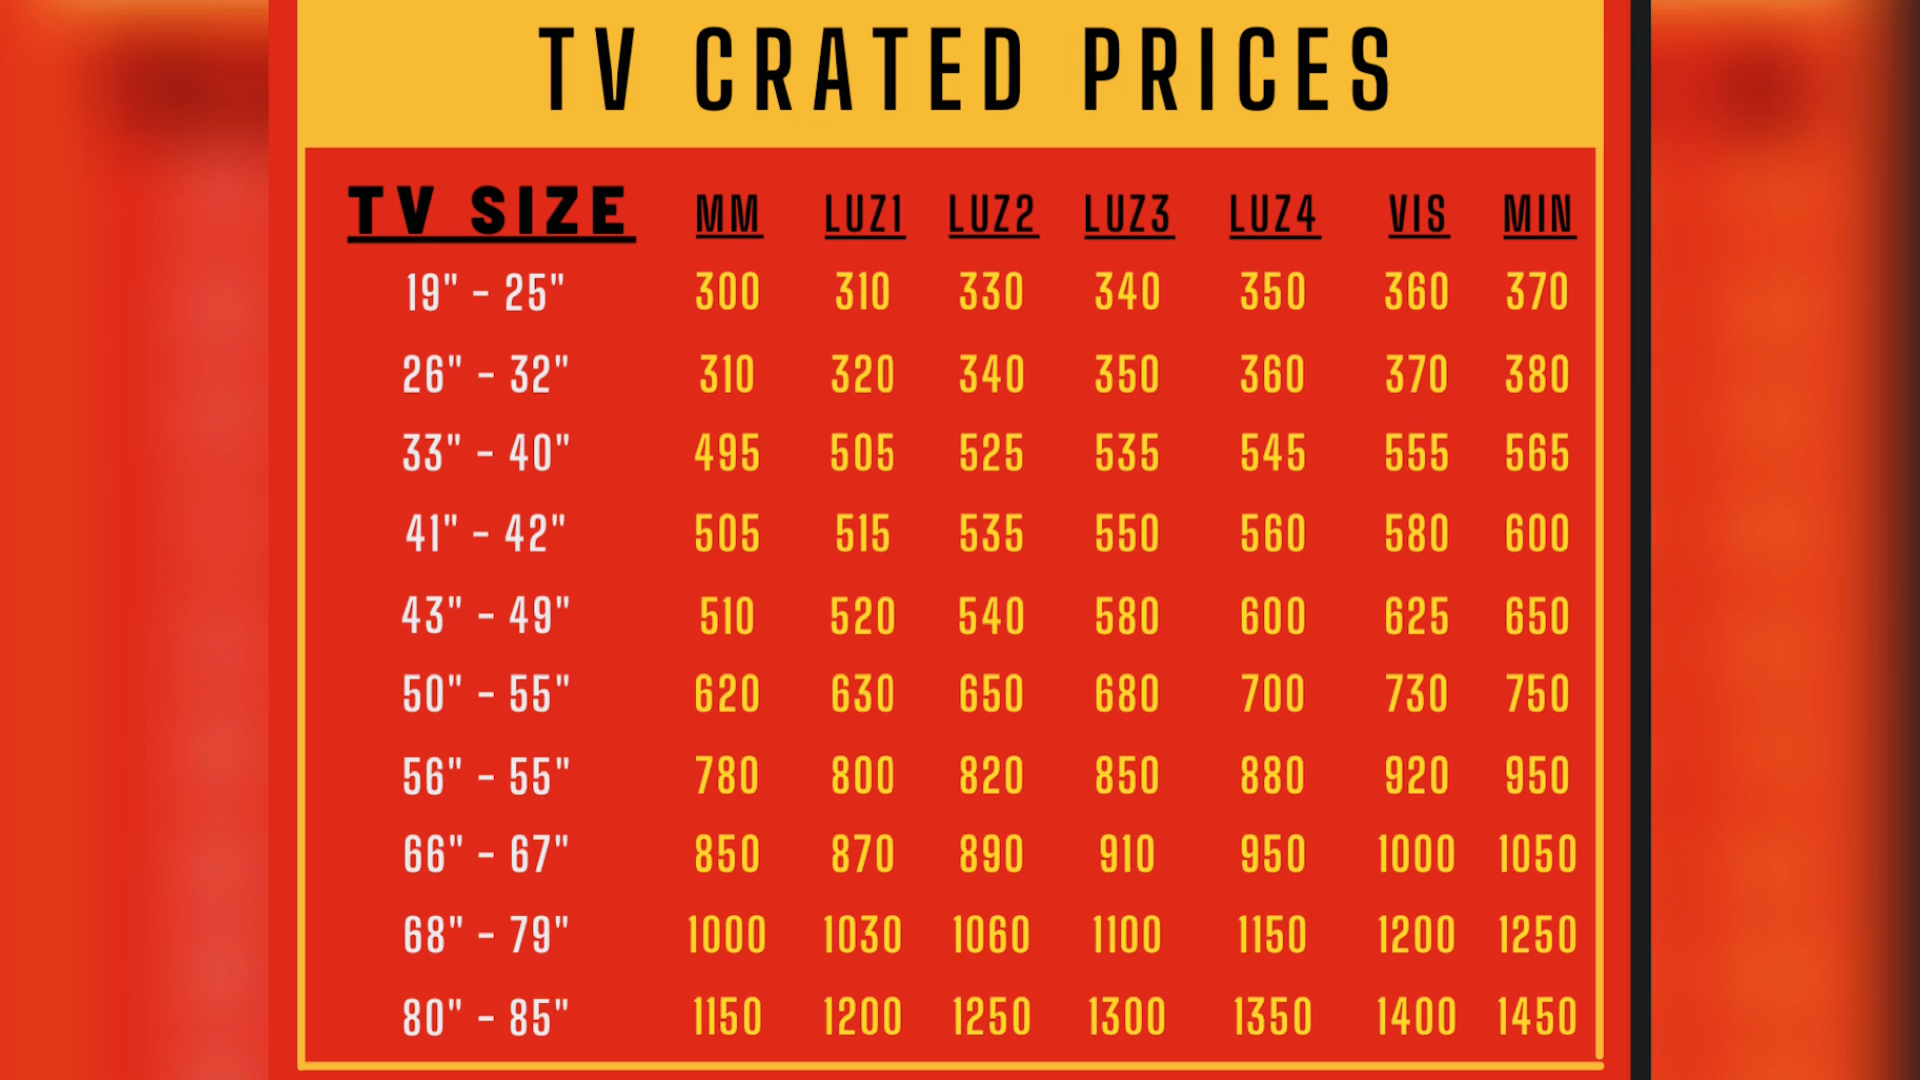 TV CRATED PRICES
TV SIZE MM LUZ1 LUZ2 LUZ3 LUZ4 VIS MIN
19" - 25" 300 310 330 340 350 360 370
26" - 32" 310 320 340 350 360 370 380
33" - 40" 495 505 525 535 545 555 565
41" - 42" 505 515 535 550 560 580 600
43" - 49" 510 520 540 580 600 625 650
50" - 55" 620 630 650 680 700 730 750
56" - 55" 780 800 820 850 880 920 950
66" - 67" 850 870 890 910 950 1000 1050
68" - 79" 1000 1030 1060 1100 1150 1200 1250
80" - 85" 1150 1200 1250 1300 1350 1400 1450